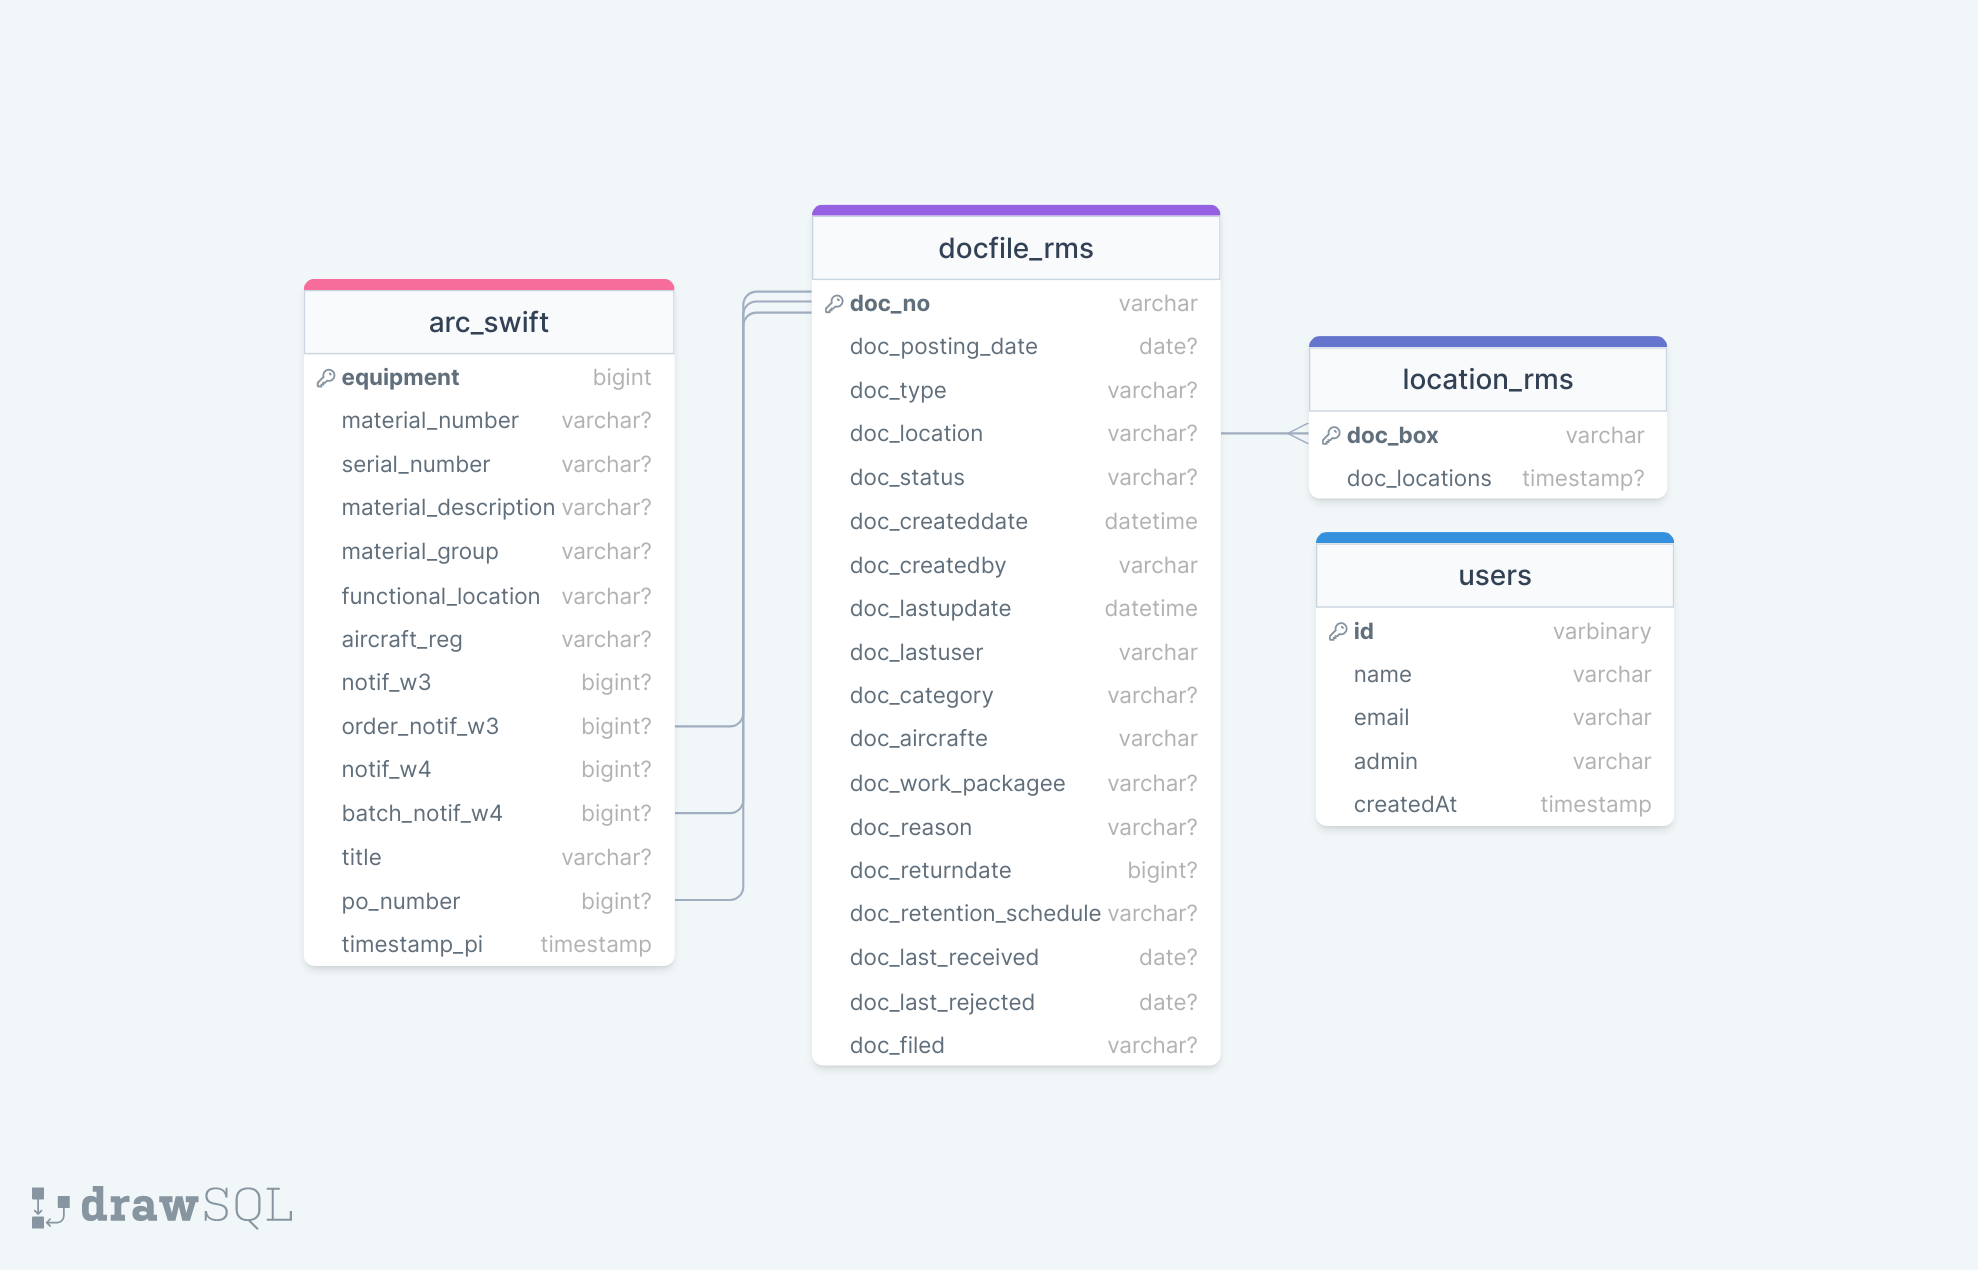 arc_swift
equipment bigint
material_number varchar?
serial_number varchar?
material_description varchar?
material_group varchar?
functional_location varchar?
aircraft_reg varchar?
notif_w3 bigint?
order_notif_w3 bigint?
notif_w4 bigint?
batch_notif_w4 bigint?
title varchar?
po_number bigint?
timestamp_pi timestamp
docfile_rms
doc_no varchar
doc_posting_date date?
doc_type varchar?
doc_location varchar?
doc_status varchar?
doc_createddate datetime
doc_createdby varchar
doc_lastupdate datetime
doc_lastuser varchar
doc_category varchar?
doc_aircrafte varchar
doc_work_packagee varchar?
doc_reason varchar?
doc_returndate bigint?
doc_retention_schedule varchar?
doc_last_received date?
doc_last_rejected date?
doc_filed varchar?
location_rms
doc_box varchar
doc_locations timestamp?
users
id varbinary
name varchar
email varchar
admin varchar
createdAt timestamp
drawSQL